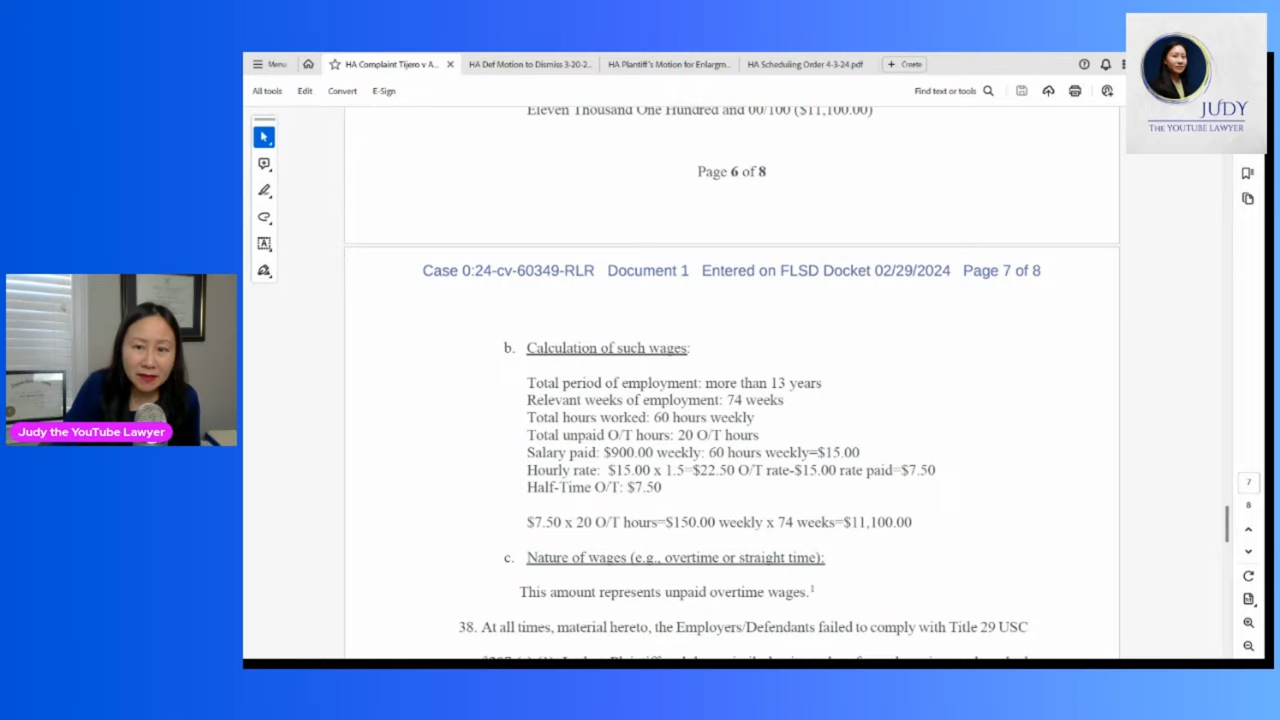 Menu
HA Complaint Tijero v A...
HA Def Motion to Dismiss 3-20-2...
HA Plantiff's Motion for Enlargm...
HA Scheduling Order 4-3-24.pdf
Create
All tools
Edit
Convert
E-Sign
Find text or tools
JUDY
THE YOUTUBE LAWYER
Eleven Thousand One Hundred and 00/100 ($11,100.00)
Page 6 of 8
Case 0:24-cv-60349-RLR Document 1 Entered on FLSD Docket 02/29/2024 Page 7 of 8
b. Calculation of such wages:
Total period of employment: more than 13 years
Relevant weeks of employment: 74 weeks
Total hours worked: 60 hours weekly
Total unpaid O/T hours: 20 O/T hours
Salary paid: $900.00 weekly: 60 hours weekly=$15.00
Hourly rate: $15.00 x 1.5=$22.50 O/T rate-$15.00 rate paid=$7.50
Half-Time O/T: $7.50
$7.50 x 20 O/T hours=$150.00 weekly x 74 weeks=$11,100.00
c. Nature of wages (e.g., overtime or straight time):
This amount represents unpaid overtime wages.1
38. At all times, material hereto, the Employers/Defendants failed to comply with Title 29 USC
7
8
Judy the YouTube Lawyer